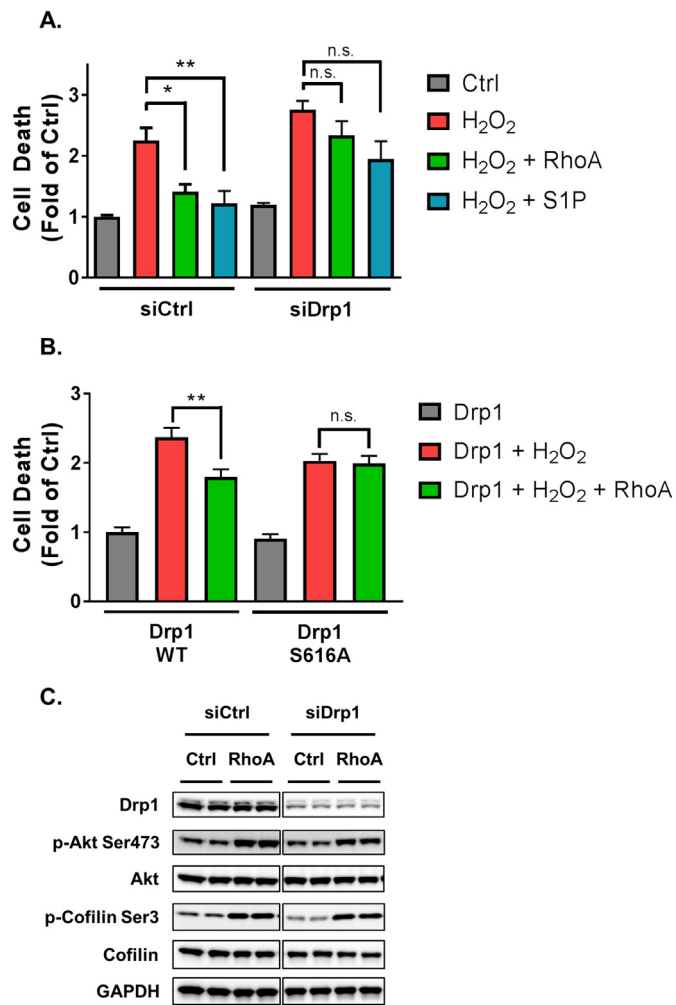 A.
Cell Death
(Fold of Ctrl)
3
2
1
0
**
*
n.s.
n.s.
siCtrl
siDrp1
Ctrl
H₂O₂
H₂O₂ + RhoA
H₂O₂ + S1P
B.
Cell Death
(Fold of Ctrl)
3
2
1
0
**
n.s.
Drp1
WT
Drp1
S616A
Drp1
Drp1 + H₂O₂
Drp1 + H₂O₂ + RhoA
C.
siCtrl siDrp1
Ctrl RhoA Ctrl RhoA
Drp1
p-Akt Ser473
Akt
p-Cofilin Ser3
Cofilin
GAPDH